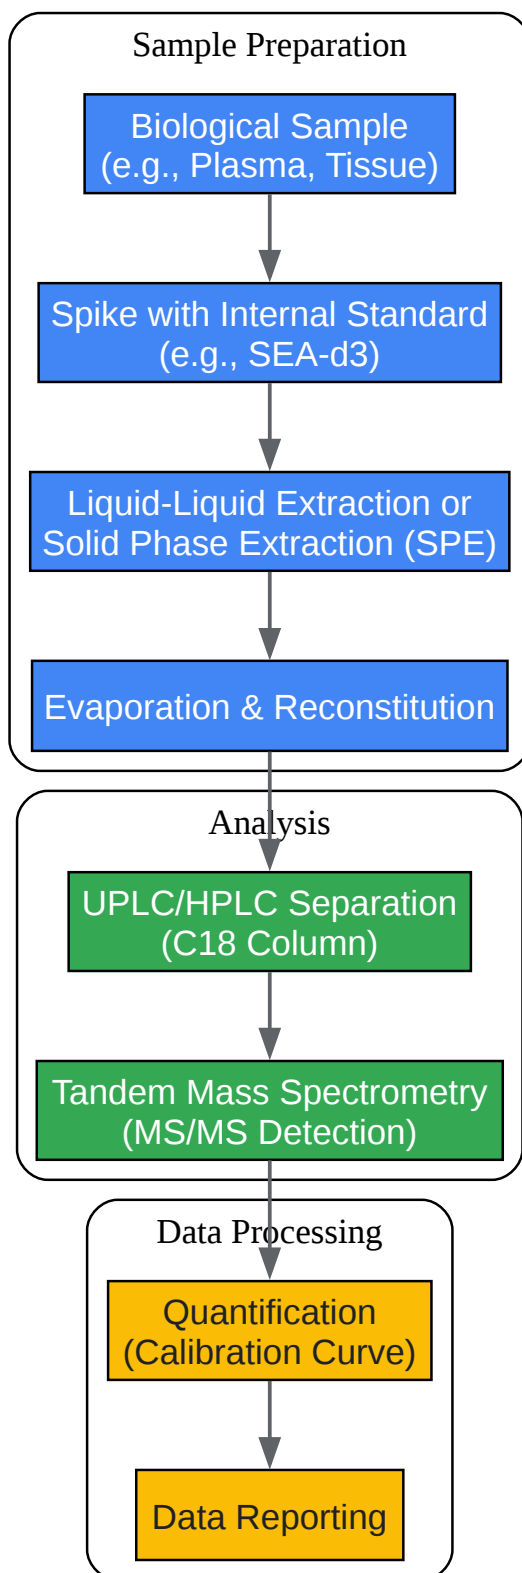 Sample Preparation
Biological Sample
(e.g., Plasma, Tissue)
Spike with Internal Standard
(e.g., SEA-d3)
Liquid-Liquid Extraction or
Solid Phase Extraction (SPE)
Evaporation & Reconstitution
Analysis
UPLC/HPLC Separation
(C18 Column)
Tandem Mass Spectrometry
(MS/MS Detection)
Data Processing
Quantification
(Calibration Curve)
Data Reporting